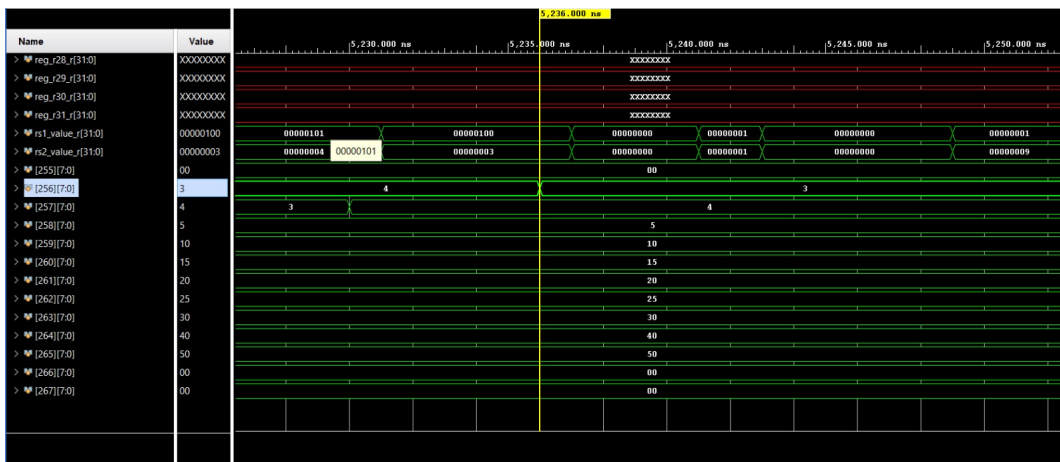 5,236.000 ns
Name Value
5,230.000 ns 5,235.000 ns 5,240.000 ns 5,245.000 ns 5,250.000 ns
reg_r28_r[31:0] XXXXXXXX XXXXXXXX
reg_r29_r[31:0] XXXXXXXX XXXXXXXX
reg_r30_r[31:0] XXXXXXXX XXXXXXXX
reg_r31_r[31:0] XXXXXXXX XXXXXXXX
rs1_value_r[31:0] 00000100 00000101 00000100 00000000 00000001 00000000 00000001
rs2_value_r[31:0] 00000003 00000004 00000101 00000003 00000000 00000001 00000000 00000009
[255][7:0] 00 00
[256][7:0] 3 4 3
[257][7:0] 4 3 4
[258][7:0] 5 5
[259][7:0] 10 10
[260][7:0] 15 15
[261][7:0] 20 20
[262][7:0] 25 25
[263][7:0] 30 30
[264][7:0] 40 40
[265][7:0] 50 50
[266][7:0] 00 00
[267][7:0] 00 00